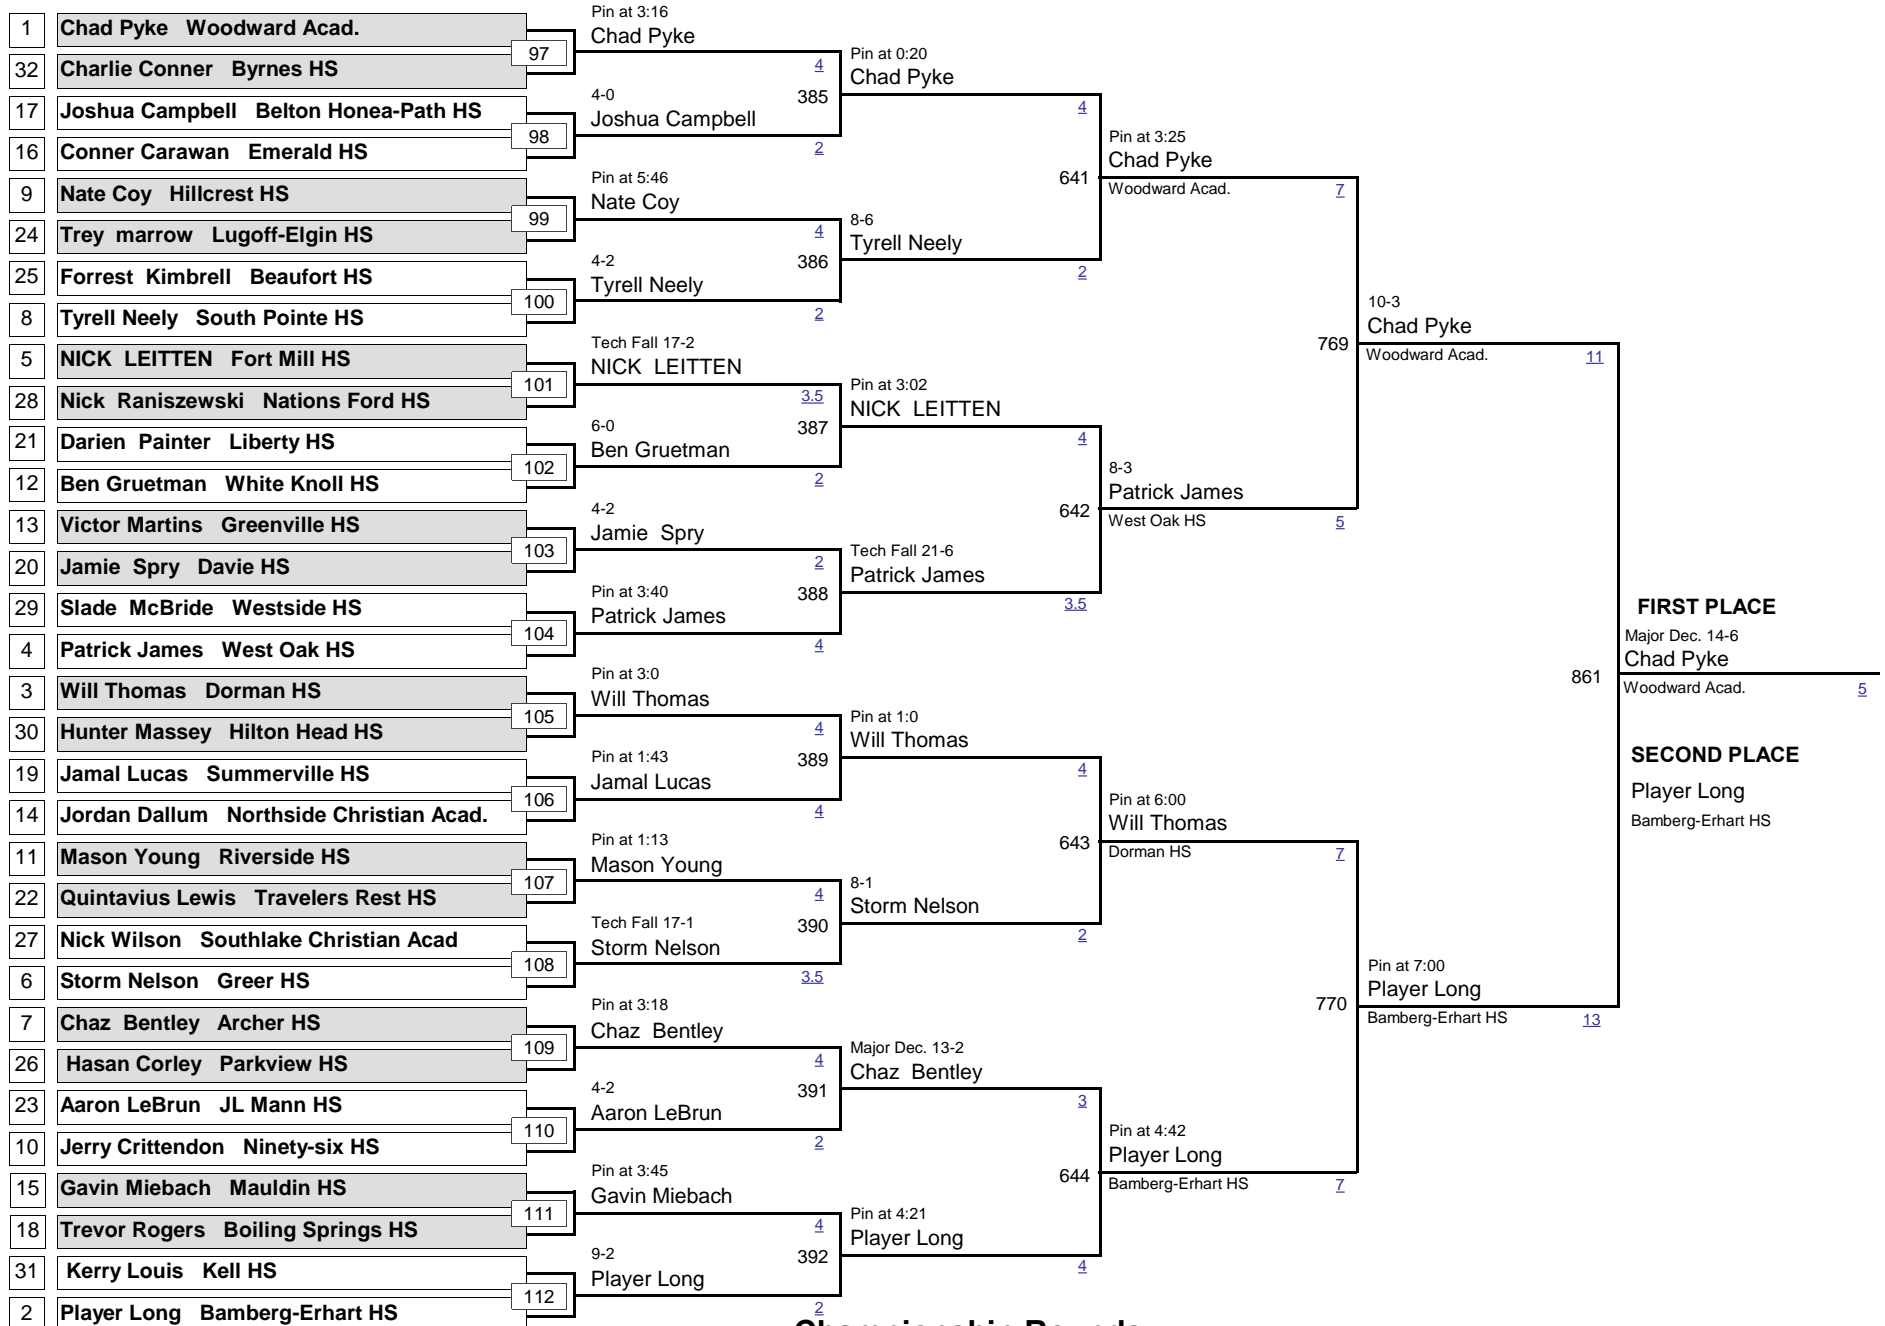 1 Chad Pyke Woodward Acad.
32 Charlie Conner Byrnes HS
97
17 Joshua Campbell Belton Honea-Path HS
16 Conner Carawan Emerald HS
98
9 Nate Coy Hillcrest HS
24 Trey marrow Lugoff-Elgin HS
99
25 Forrest Kimbrell Beaufort HS
8 Tyrell Neely South Pointe HS
100
5 NICK LEITTEN Fort Mill HS
28 Nick Raniszewski Nations Ford HS
101
21 Darien Painter Liberty HS
12 Ben Gruetman White Knoll HS
102
13 Victor Martins Greenville HS
20 Jamie Spry Davie HS
103
29 Slade McBride Westside HS
4 Patrick James West Oak HS
104
3 Will Thomas Dorman HS
30 Hunter Massey Hilton Head HS
105
19 Jamal Lucas Summerville HS
14 Jordan Dallum Northside Christian Acad.
106
11 Mason Young Riverside HS
22 Quintavius Lewis Travelers Rest HS
107
27 Nick Wilson Southlake Christian Acad
6 Storm Nelson Greer HS
108
7 Chaz Bentley Archer HS
26 Hasan Corley Parkview HS
109
23 Aaron LeBrun JL Mann HS
10 Jerry Crittendon Ninety-six HS
110
15 Gavin Miebach Mauldin HS
18 Trevor Rogers Boiling Springs HS
111
31 Kerry Louis Kell HS
2 Player Long Bamberg-Erhart HS
112
Pin at 3:16
Chad Pyke
4
385
4-0
Joshua Campbell
2
Pin at 5:46
Nate Coy
4
386
4-2
Tyrell Neely
2
Tech Fall 17-2
NICK LEITTEN
3.5
387
6-0
Ben Gruetman
2
4-2
Jamie Spry
2
388
Pin at 3:40
Patrick James
4
Pin at 3:0
Will Thomas
4
389
Pin at 1:43
Jamal Lucas
4
Pin at 1:13
Mason Young
4
390
Tech Fall 17-1
Storm Nelson
3.5
Pin at 3:18
Chaz Bentley
4
391
4-2
Aaron LeBrun
2
Pin at 3:45
Gavin Miebach
4
392
9-2
Player Long
2
Pin at 0:20
Chad Pyke
4
641
8-6
Tyrell Neely
2
Pin at 3:02
NICK LEITTEN
4
642
Tech Fall 21-6
Patrick James
3.5
Pin at 1:0
Will Thomas
4
643
8-1
Storm Nelson
2
Major Dec. 13-2
Chaz Bentley
3
644
Pin at 4:21
Player Long
4
Pin at 3:25
Chad Pyke
Woodward Acad. 7
769
8-3
Patrick James
West Oak HS 5
Pin at 6:00
Will Thomas
Dorman HS 7
770
Pin at 4:42
Player Long
Bamberg-Erhart HS 7
10-3
Chad Pyke
Woodward Acad. 11
861
Pin at 7:00
Player Long
Bamberg-Erhart HS 13
FIRST PLACE
Major Dec. 14-6
Chad Pyke
Woodward Acad. 5
SECOND PLACE
Player Long
Bamberg-Erhart HS
Championship Rounds